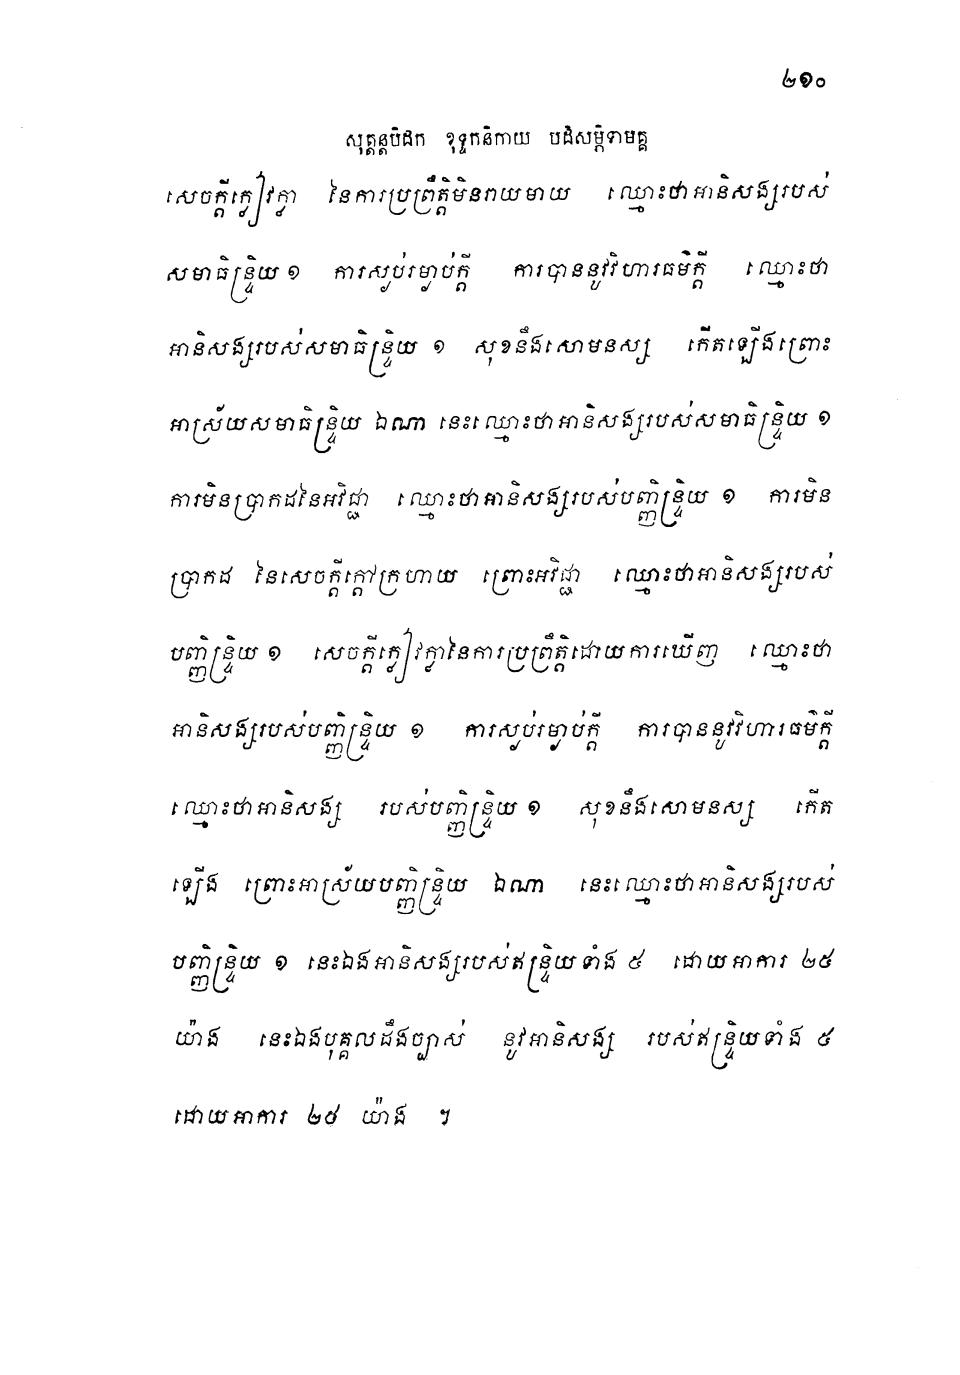 ២១០
សុត្តន្តបិដក ខុទ្ទកនិកាយ បដិសម្ភិទាមគ្គ
សេចក្តីក្លៀវក្លា នៃការប្រព្រឹត្តិមិនរាយមាយ ឈ្មោះថាអានិសង្សរបស់
សមាធិន្ទ្រិយ ១ ការស្ងប់រម្ងាប់ក្តី ការបាននូវវិហារធម៌ក្តី ឈ្មោះថា
អានិសង្សរបស់សមាធិន្ទ្រិយ ១ សុខនឹងសោមនស្ស កើតឡើងព្រោះ
អាស្រ័យសមាធិន្ទ្រិយ ឯណា នេះឈ្មោះថាអានិសង្សរបស់សមាធិន្ទ្រិយ ១
ការមិនប្រាកដនៃអវិជ្ជា ឈ្មោះថាអានិសង្សរបស់បញ្ញិន្ទ្រិយ ១ ការមិន
ប្រាកដ នៃសេចក្តីក្តៅក្រហាយ ព្រោះអវិជ្ជា ឈ្មោះថាអានិសង្សរបស់
បញ្ញិន្ទ្រិយ ១ សេចក្តីក្លៀវក្លានៃការប្រព្រឹត្តិដោយការឃើញ ឈ្មោះថា
អានិសង្សរបស់បញ្ញិន្ទ្រិយ ១ ការស្ងប់រម្ងាប់ក្តី ការបាននូវវិហារធម៌ក្តី
ឈ្មោះថាអានិសង្ស របស់បញ្ញិន្ទ្រិយ ១ សុខនឹងសោមនស្ស កើត
ឡើង ព្រោះអាស្រ័យបញ្ញិន្ទ្រិយ ឯណា នេះឈ្មោះថាអានិសង្សរបស់
បញ្ញិន្ទ្រិយ ១ នេះឯងអានិសង្សរបស់ឥន្ទ្រិយទាំង ៥ ដោយអាការ ២៥
យ៉ាង នេះឯងបុគ្គលដឹងច្បាស់ នូវអានិសង្ស របស់ឥន្ទ្រិយទាំង ៥
ដោយអាការ ២៥ យ៉ាង ។